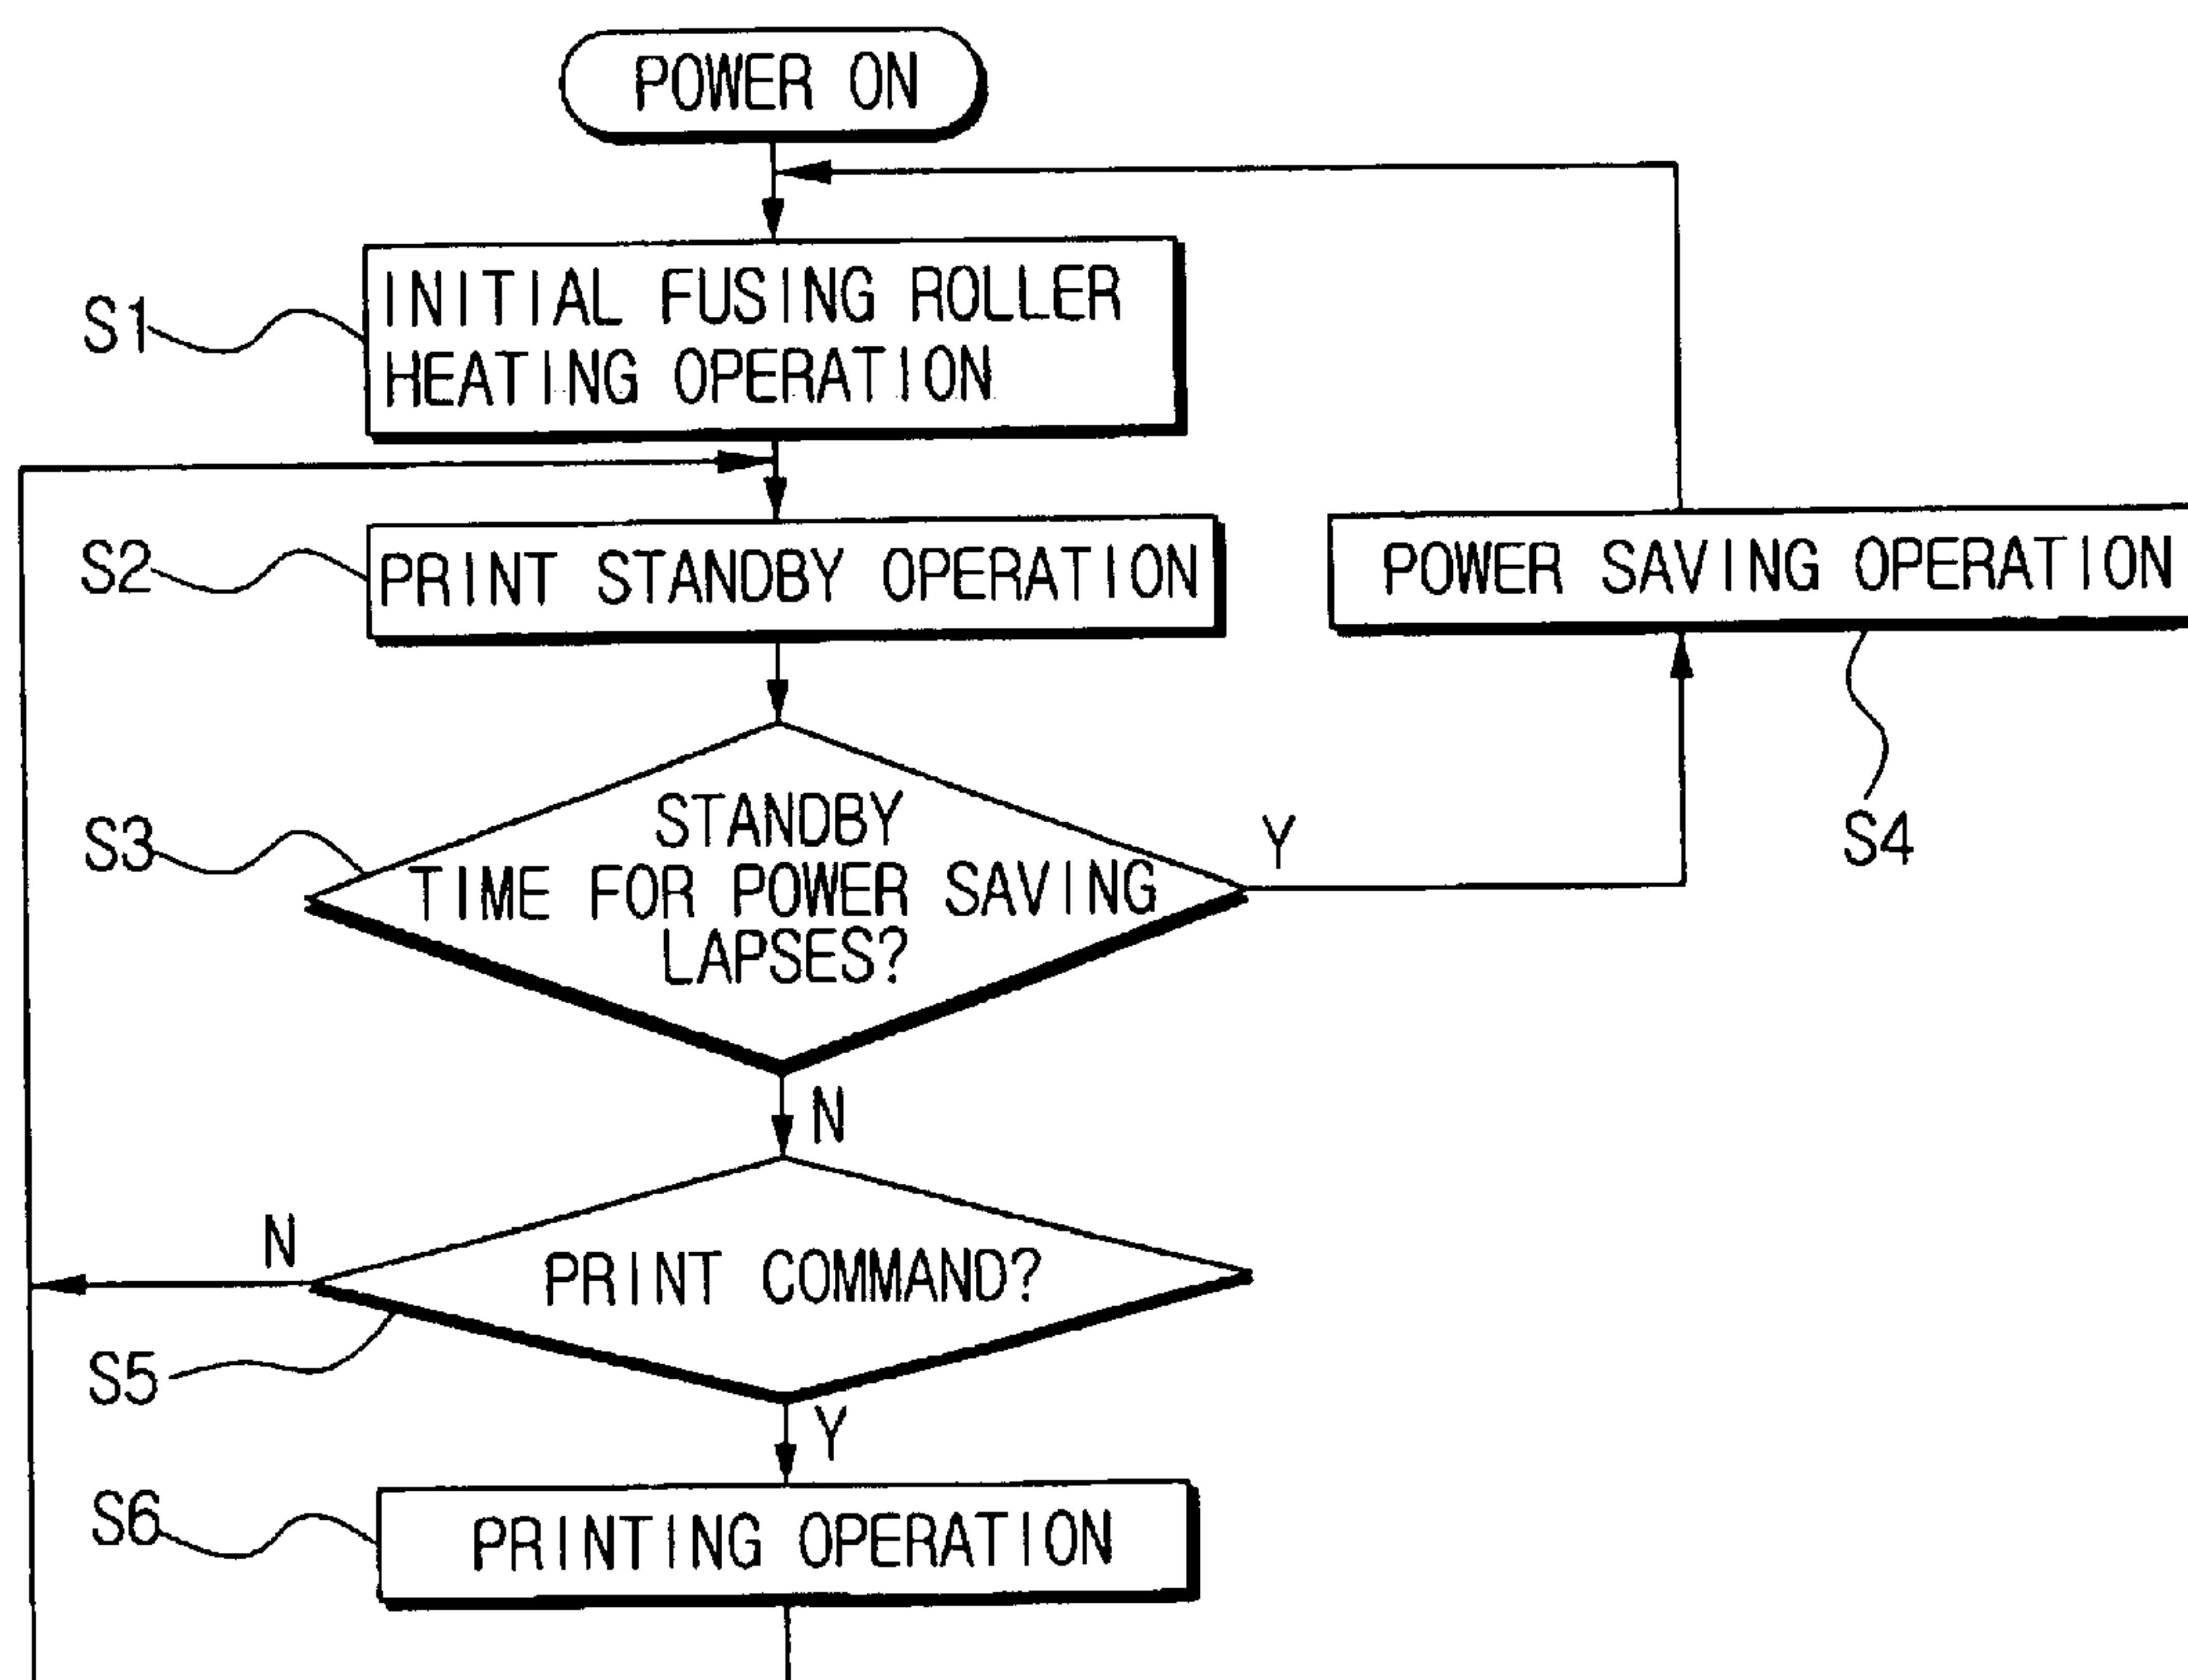 POWER ON
S1
INITIAL FUSING ROLLER
HEATING OPERATION
S2
PRINT STANDBY OPERATION
POWER SAVING OPERATION
S3
STANDBY
TIME FOR POWER SAVING
LAPSES?
Y
S4
N
N
PRINT COMMAND?
S5
Y
S6
PRINTING OPERATION